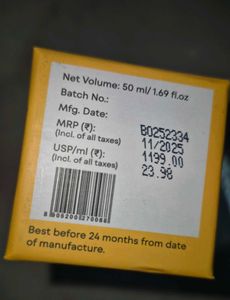 Net Volume: 50 ml/ 1.69 fl.oz
Batch No.: B0252334
Mfg. Date: 11/2025
MRP (₹): 1199.00
(Incl. of all taxes)
USP/ml (₹): 23.98
(Incl. of all taxes)
Best before 24 months from date
of manufacture.